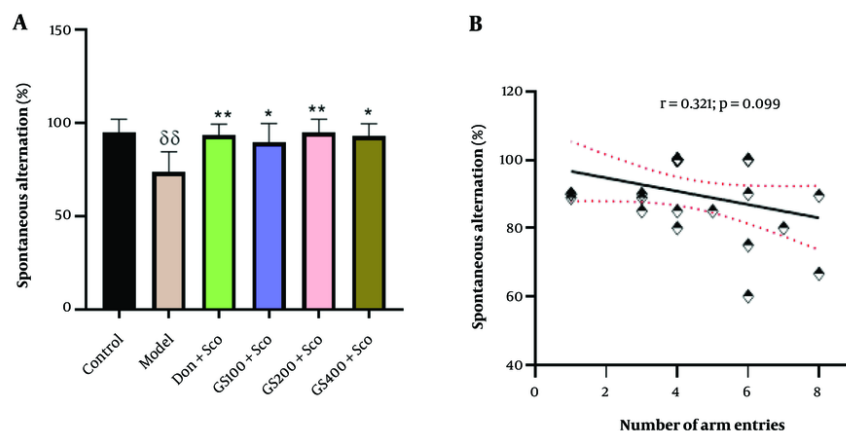 A
Spontaneous alternation (%)
150
100
50
0
δδ
**
*
**
*
Control
Model
Don + Sco
GS100 + Sco
GS200 + Sco
GS400 + Sco
B
Spontaneous alternation (%)
120
100
80
60
40
r = 0.321; p = 0.099
0 2 4 6 8
Number of arm entries